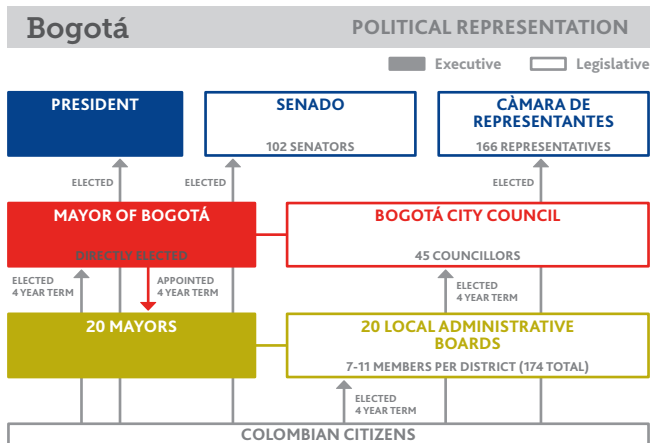 Bogotá
POLITICAL REPRESENTATION
Executive
Legislative
PRESIDENT
SENADO
102 SENATORS
CÀMARA DE
REPRESENTANTES
166 REPRESENTATIVES
ELECTED
ELECTED
ELECTED
MAYOR OF BOGOTÁ
DIRECTLY ELECTED
BOGOTÁ CITY COUNCIL
45 COUNCILLORS
ELECTED
4 YEAR TERM
APPOINTED
4 YEAR TERM
ELECTED
4 YEAR TERM
20 MAYORS
20 LOCAL ADMINISTRATIVE
BOARDS
7-11 MEMBERS PER DISTRICT (174 TOTAL)
ELECTED
4 YEAR TERM
COLOMBIAN CITIZENS